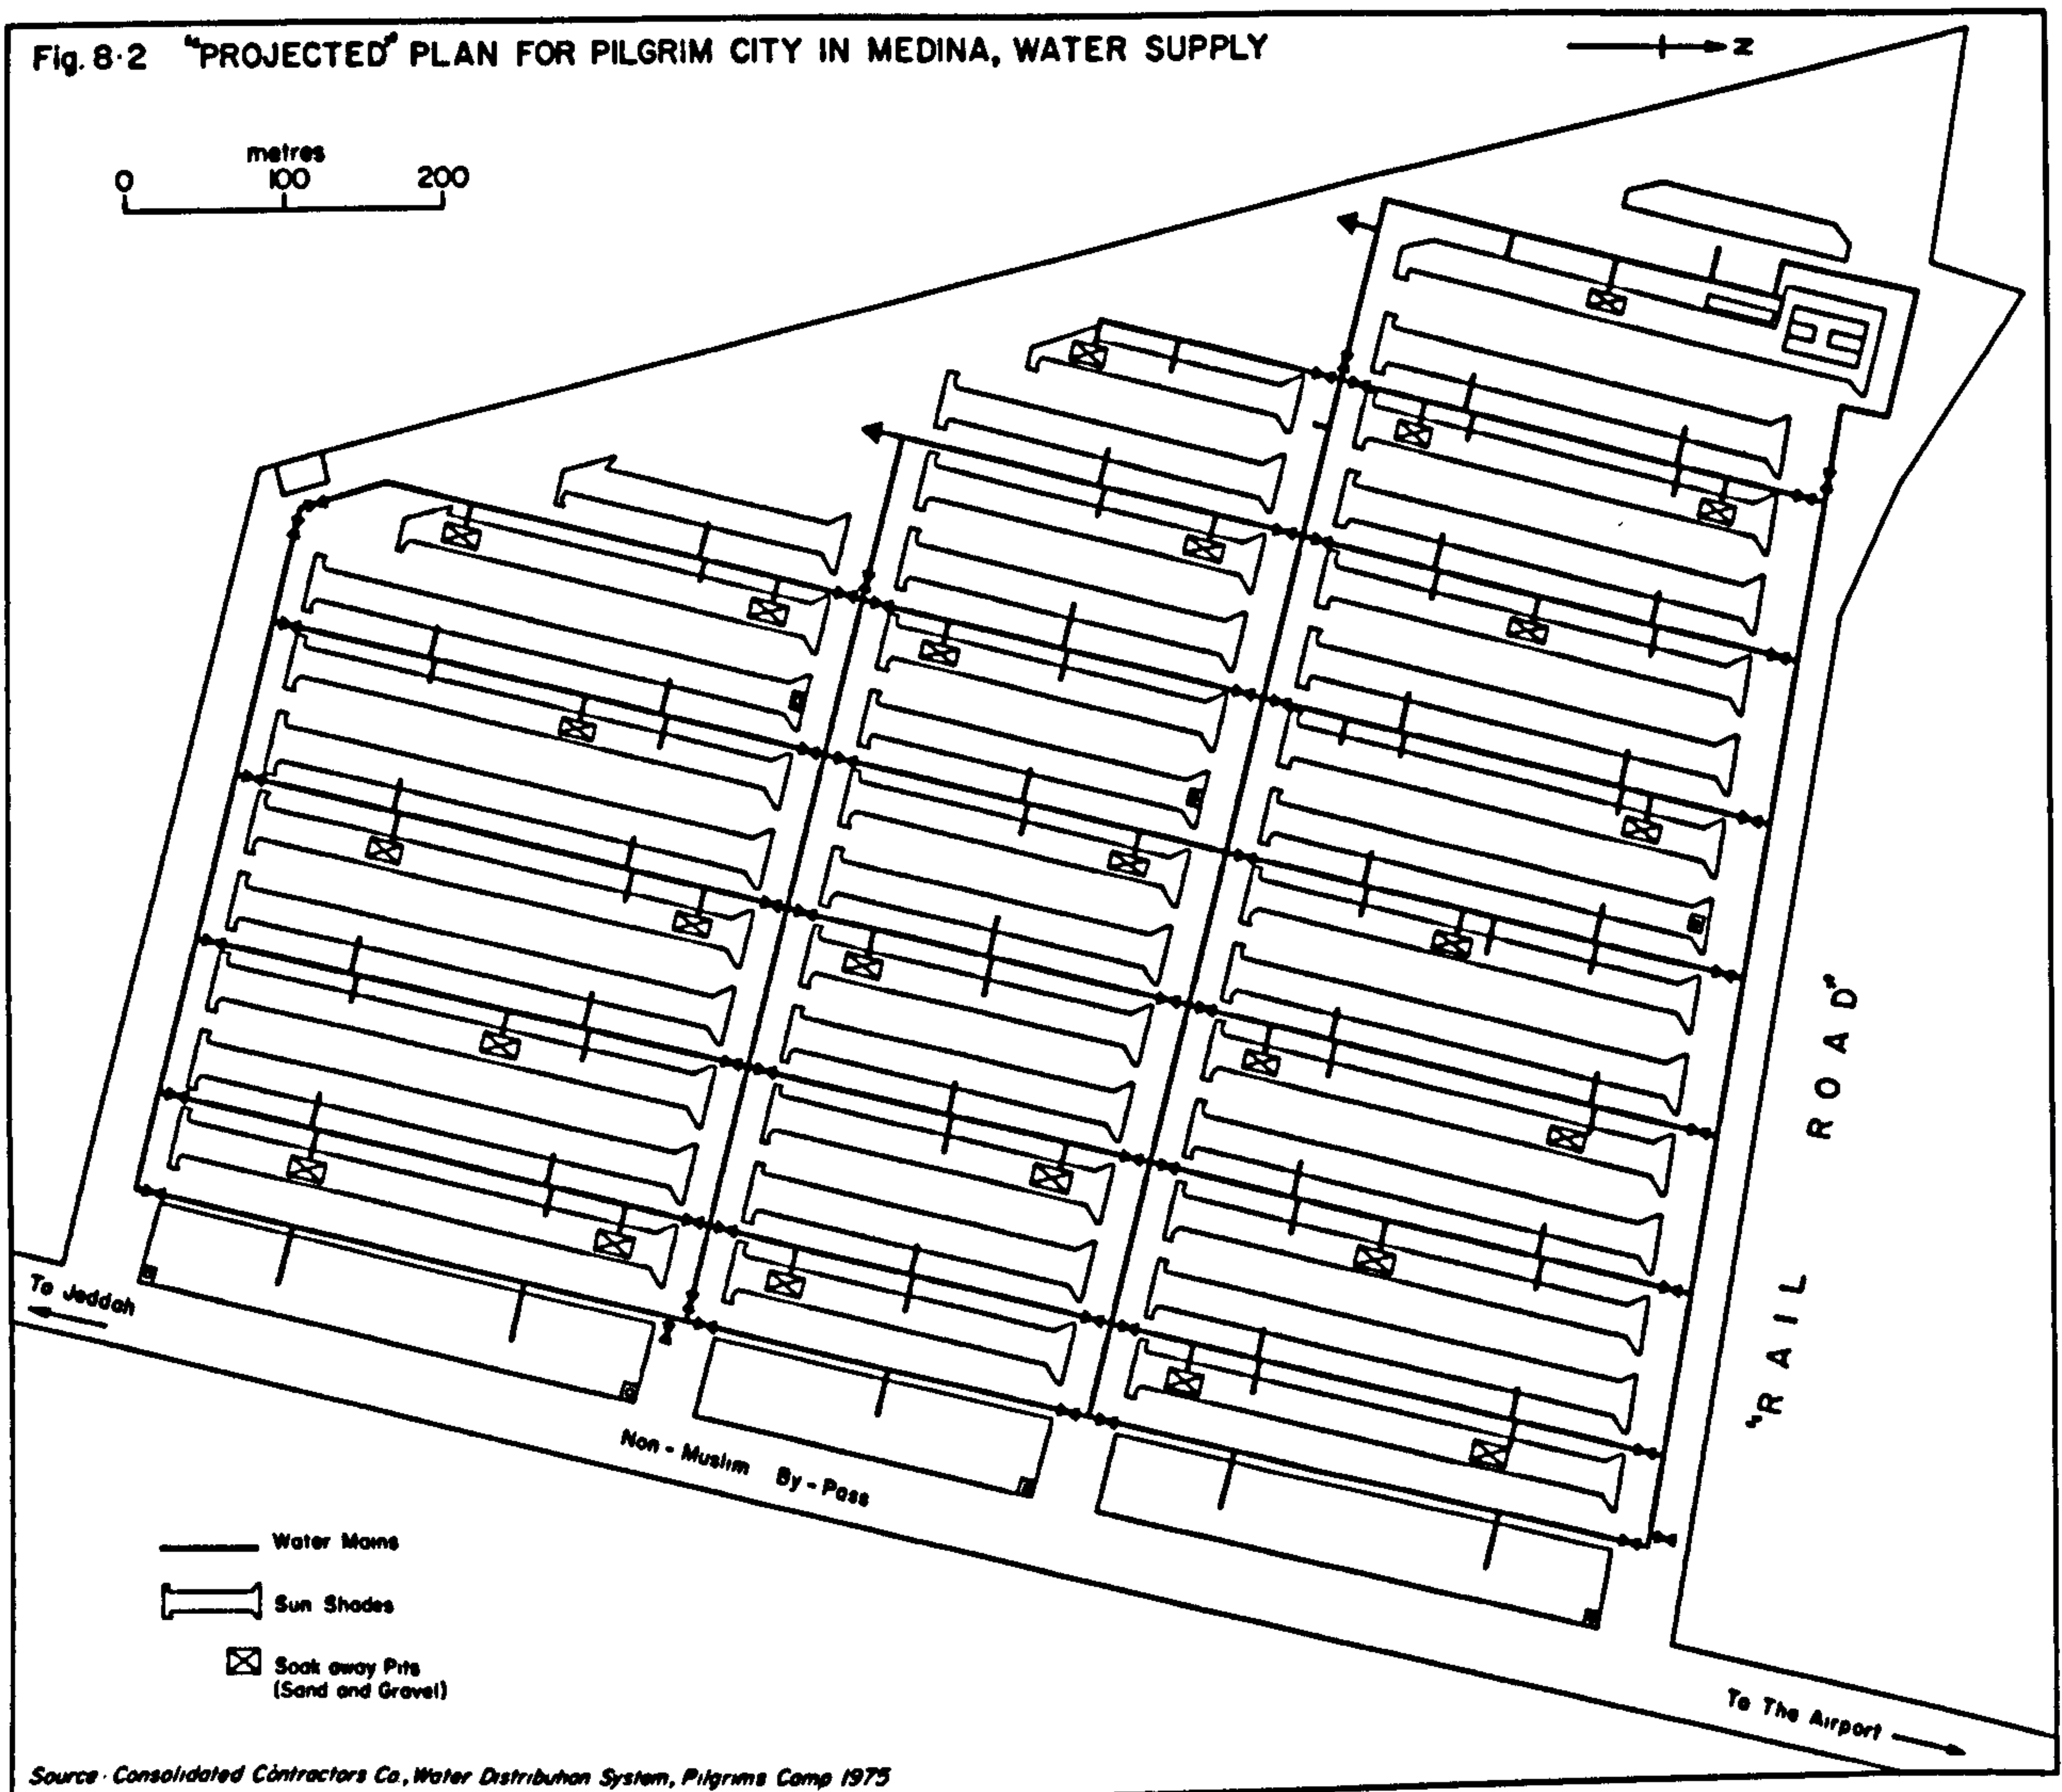 Fig. 8·2 "PROJECTED" PLAN FOR PILGRIM CITY IN MEDINA, WATER SUPPLY
N
metres
0 100 200
"RAIL ROAD"
To Jeddah
Non-Muslim By-Pass
Water Mains
Sun Shades
Soak away Pits
(Sand and Gravel)
To The Airport
Source · Consolidated Contractors Co., Water Distribution System, Pilgrims Camp 1975